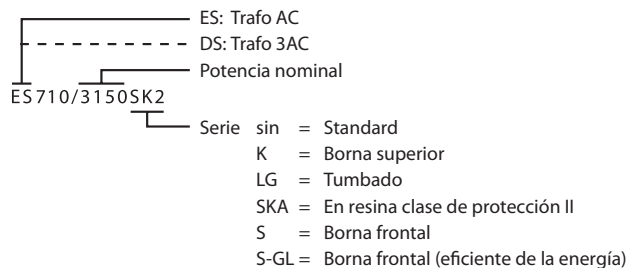 ES: Trafo AC
DS: Trafo 3AC
Potencia nominal
ES710/3150SK2
Serie sin = Standard
K = Borna superior
LG = Tumbado
SKA = En resina clase de protección II
S = Borna frontal
S-GL = Borna frontal (eficiente de la energía)